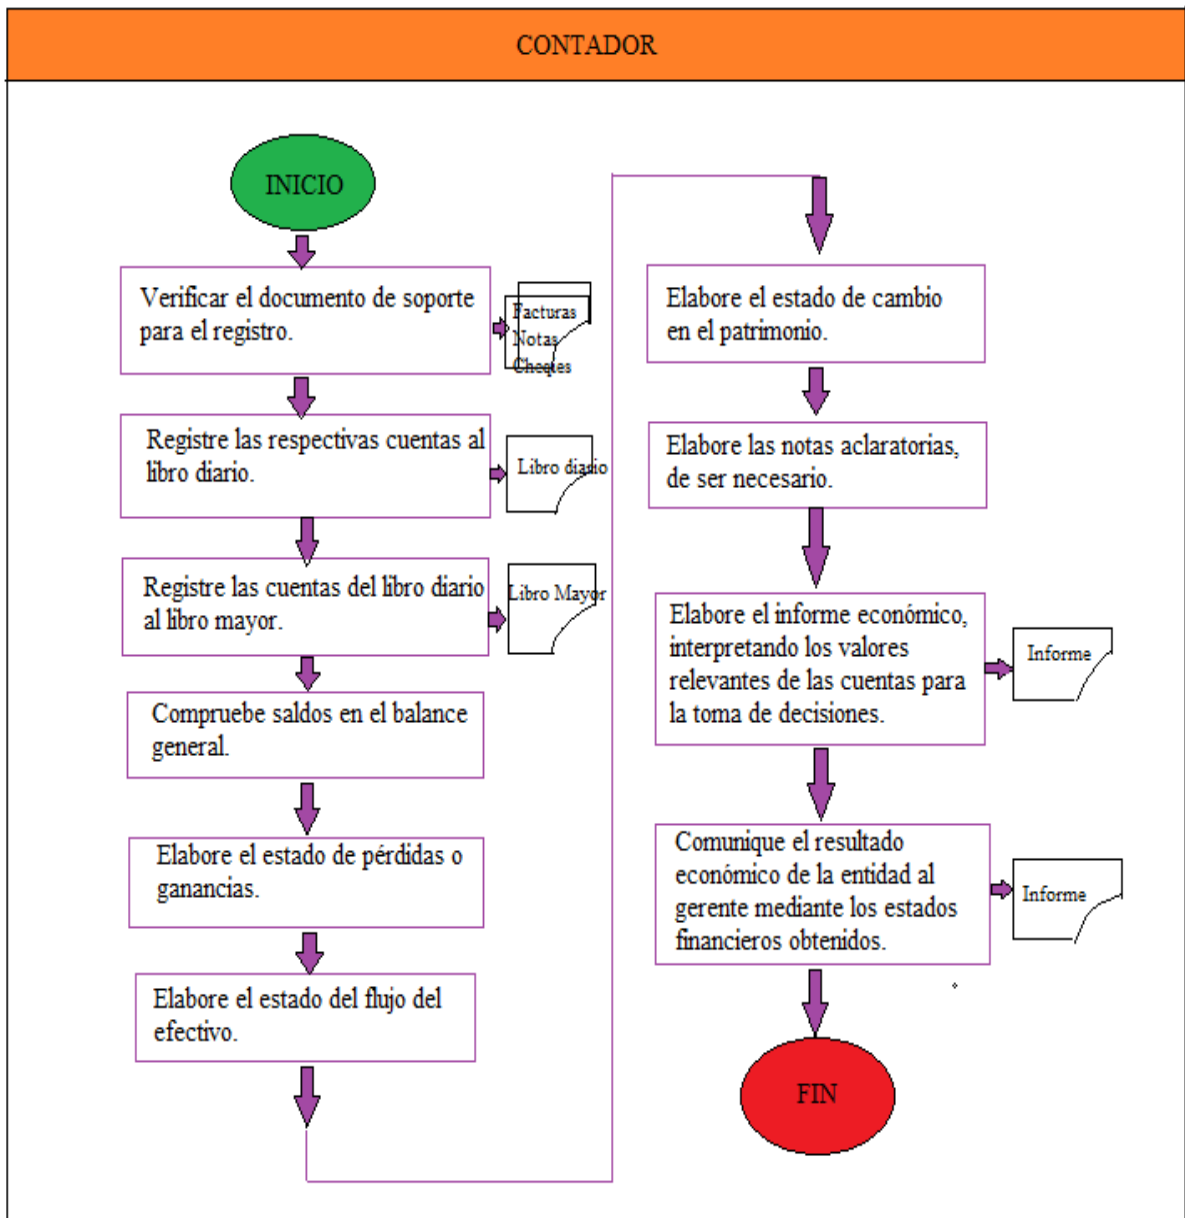 CONTADOR
INICIO
Verificar el documento de soporte
para el registro.
Facturas
Notas
Cheqtes
Registre las respectivas cuentas al
libro diario.
Libro diario
Registre las cuentas del libro diario
al libro mayor.
Libro Mayor
Compruebe saldos en el balance
general.
Elabore el estado de pérdidas o
ganancias.
Elabore el estado del flujo del
efectivo.
Elabore el estado de cambio
en el patrimonio.
Elabore las notas aclaratorias,
de ser necesario.
Elabore el informe económico,
interpretando los valores
relevantes de las cuentas para
la toma de decisiones.
Informe
Comunique el resultado
económico de la entidad al
gerente mediante los estados
financieros obtenidos.
Informe
FIN